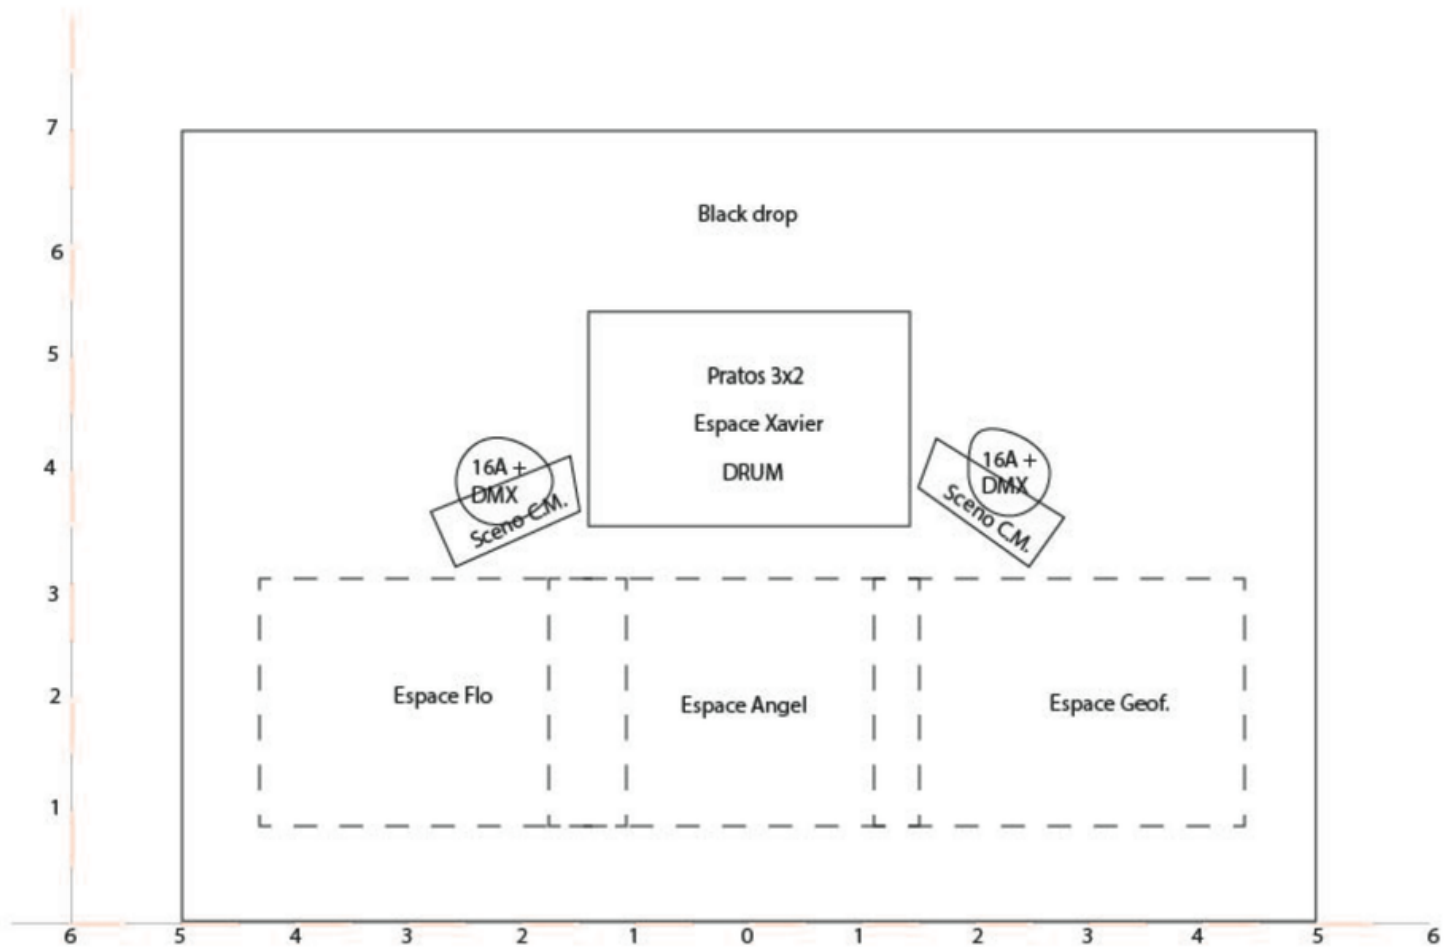 7
Black drop
6
5
Pratos 3x2
Espace Xavier
DRUM
4
16A +
DMX
Sceno C.M.
16A +
DMX
Sceno C.M.
3
2
Espace Flo
Espace Angel
Espace Geof.
1
6 5 4 3 2 1 0 1 2 3 4 5 6